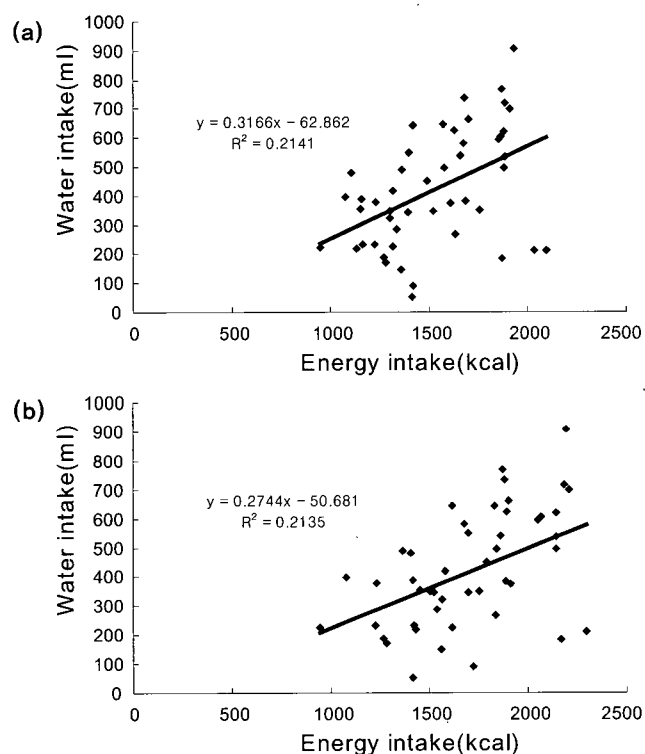 (a)
1000
900
800
700
600
500
400
300
200
100
0
Water intake(ml)
y = 0.3166x − 62.862
R² = 0.2141
0 500 1000 1500 2000 2500
Energy intake(kcal)
(b)
1000
900
800
700
600
500
400
300
200
100
0
Water intake(ml)
y = 0.2744x − 50.681
R² = 0.2135
0 500 1000 1500 2000 2500
Energy intake(kcal)